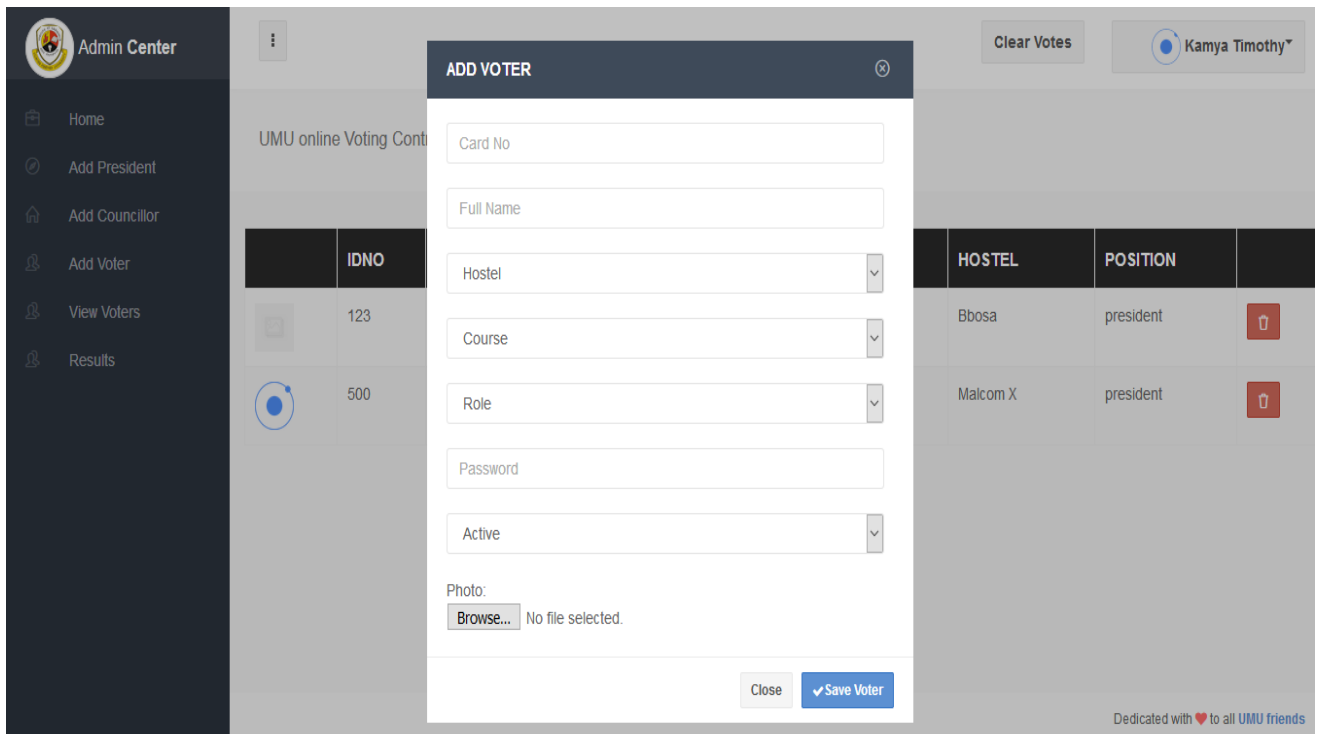 Admin Center
Clear Votes
Kamya Timothy
Home
Add President
Add Councillor
Add Voter
View Voters
Results
UMU online Voting
IDNO
HOSTEL
POSITION
123
Bbosa
president
500
Malcom X
president
ADD VOTER
Card No
Full Name
Hostel
Course
Role
Password
Active
Photo:
Browse... No file selected.
Close
Save Voter
Dedicated with ❤ to all UMU friends